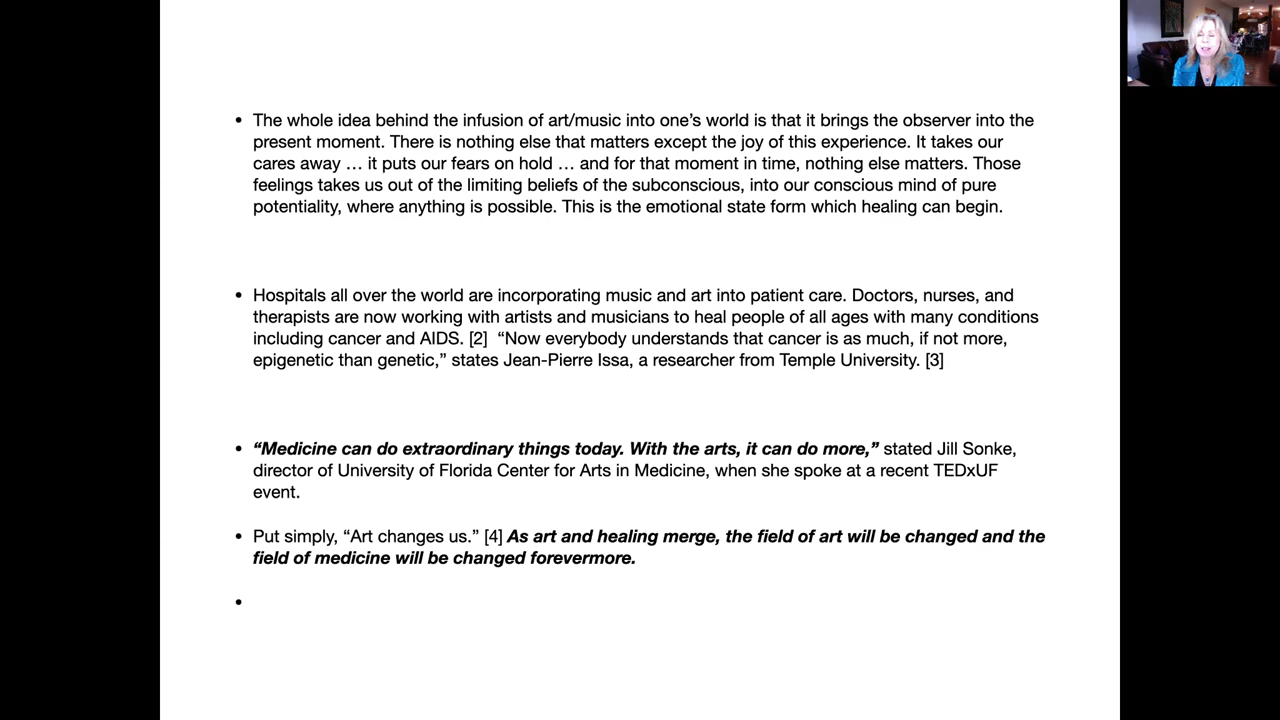 • The whole idea behind the infusion of art/music into one’s world is that it brings the observer into the
present moment. There is nothing else that matters except the joy of this experience. It takes our
cares away … it puts our fears on hold … and for that moment in time, nothing else matters. Those
feelings takes us out of the limiting beliefs of the subconscious, into our conscious mind of pure
potentiality, where anything is possible. This is the emotional state form which healing can begin.
• Hospitals all over the world are incorporating music and art into patient care. Doctors, nurses, and
therapists are now working with artists and musicians to heal people of all ages with many conditions
including cancer and AIDS. [2] “Now everybody understands that cancer is as much, if not more,
epigenetic than genetic,” states Jean-Pierre Issa, a researcher from Temple University. [3]
• “Medicine can do extraordinary things today. With the arts, it can do more,” stated Jill Sonke,
director of University of Florida Center for Arts in Medicine, when she spoke at a recent TEDxUF
event.
• Put simply, “Art changes us.” [4] As art and healing merge, the field of art will be changed and the
field of medicine will be changed forevermore.
•